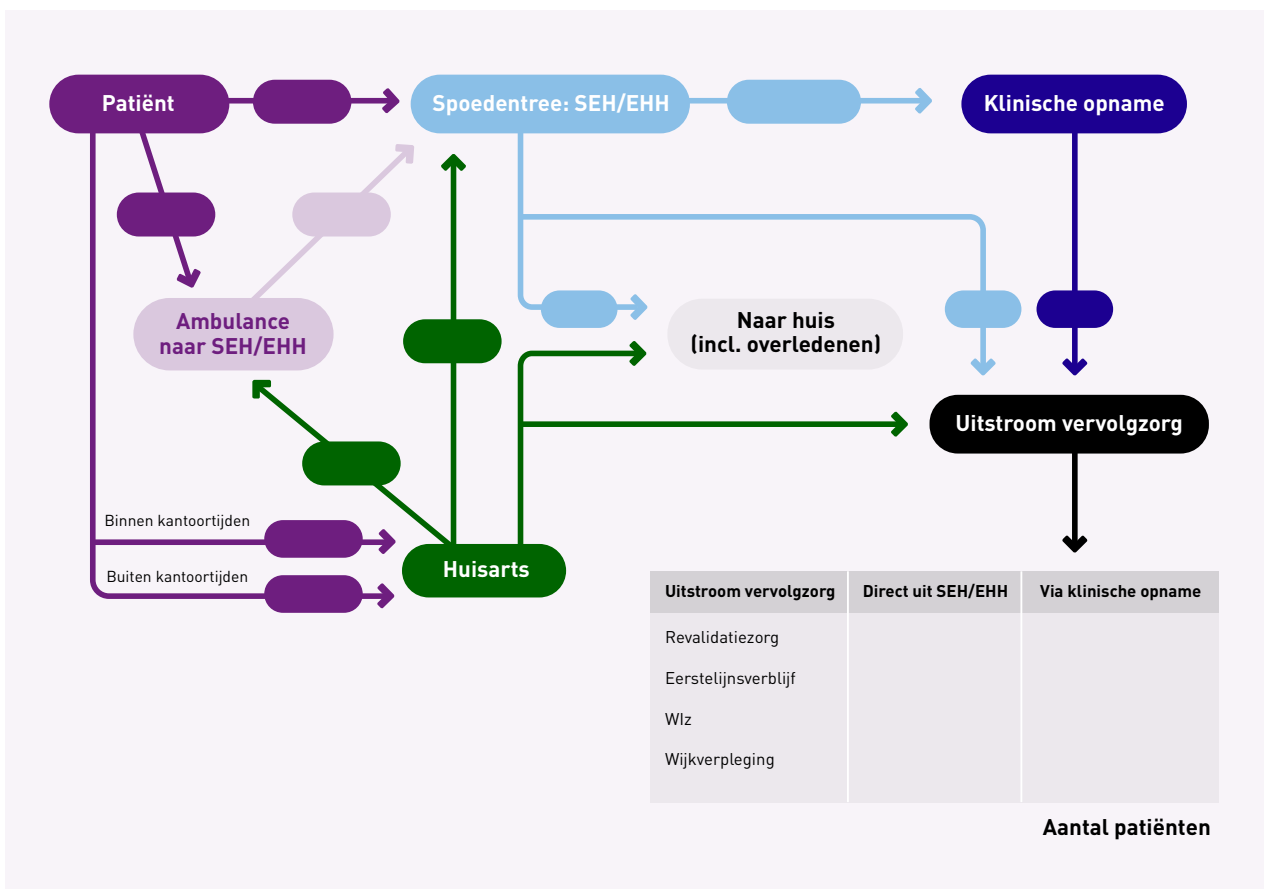 Patiënt
Spoedentree: SEH/EHH
Klinische opname
Ambulance
naar SEH/EHH
Naar huis
(incl. overledenen)
Uitstroom vervolgzorg
Binnen kantoortijden
Buiten kantoortijden
Huisarts
Uitstroom vervolgzorg Direct uit SEH/EHH Via klinische opname
Revalidatiezorg
Eerstelijnsverblijf
Wlz
Wijkverpleging
Aantal patiënten